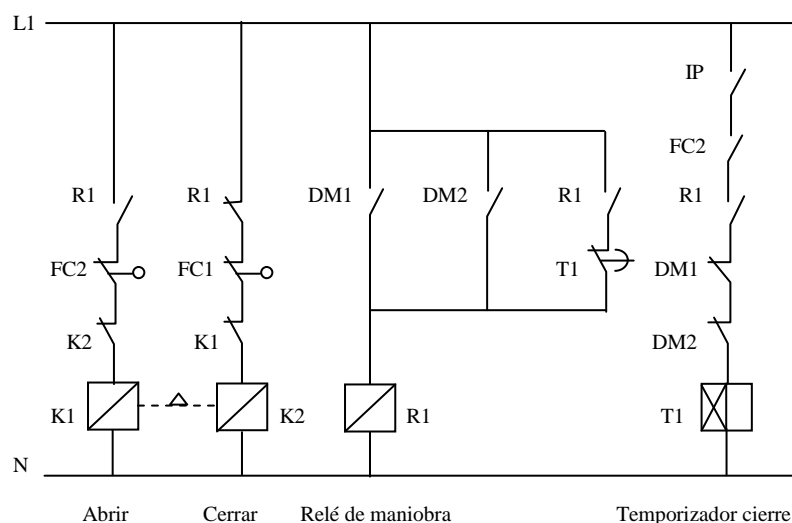 L1
IP
FC2
R1 R1 DM1 DM2 R1 R1
FC2 FC1 T1 DM1
K2 K1 DM2
K1 K2 R1 T1
N
Abrir Cerrar Relé de maniobra Temporizador cierre